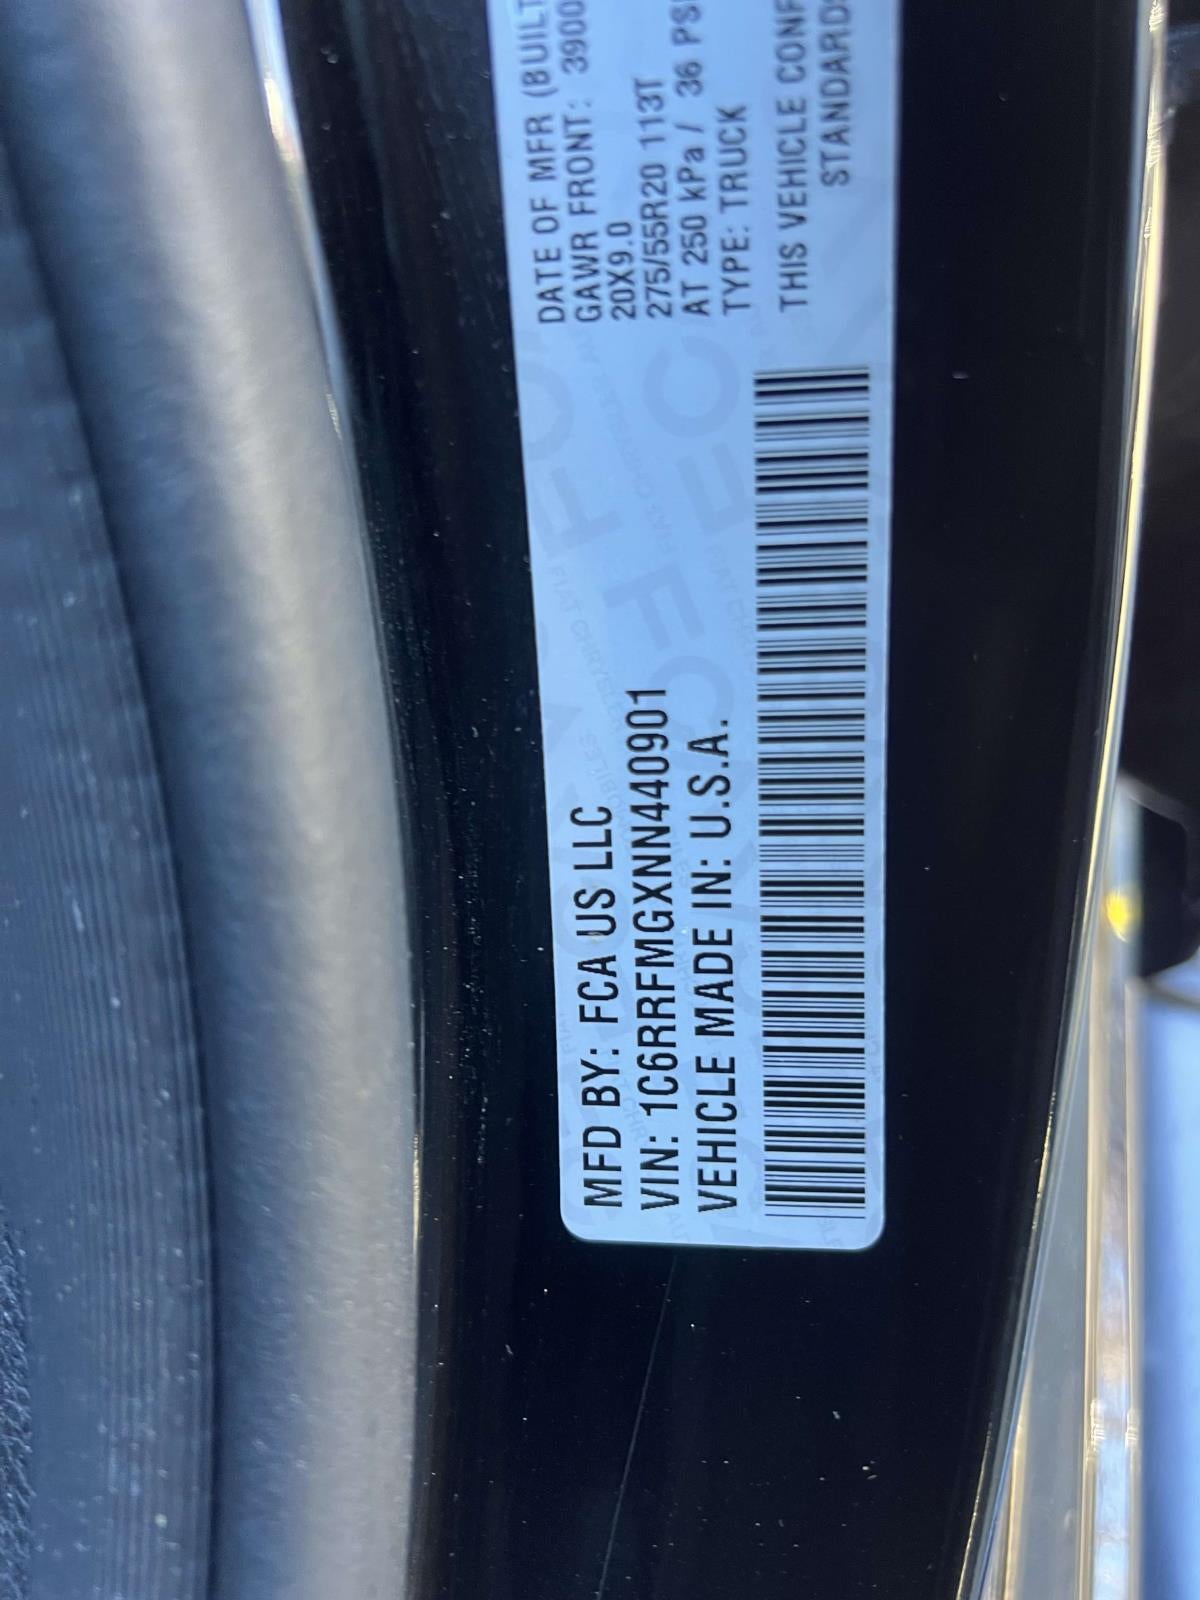 MFD BY: FCA US LLC
VIN: 1C6RRFMGXNN440901
VEHICLE MADE IN: U.S.A.
DATE OF MFR (BUILT
GAWR FRONT: 3900
20X9.0
275/55R20 113T
AT 250 kPa / 36 PSI
TYPE: TRUCK
THIS VEHICLE CONF
STANDARDS